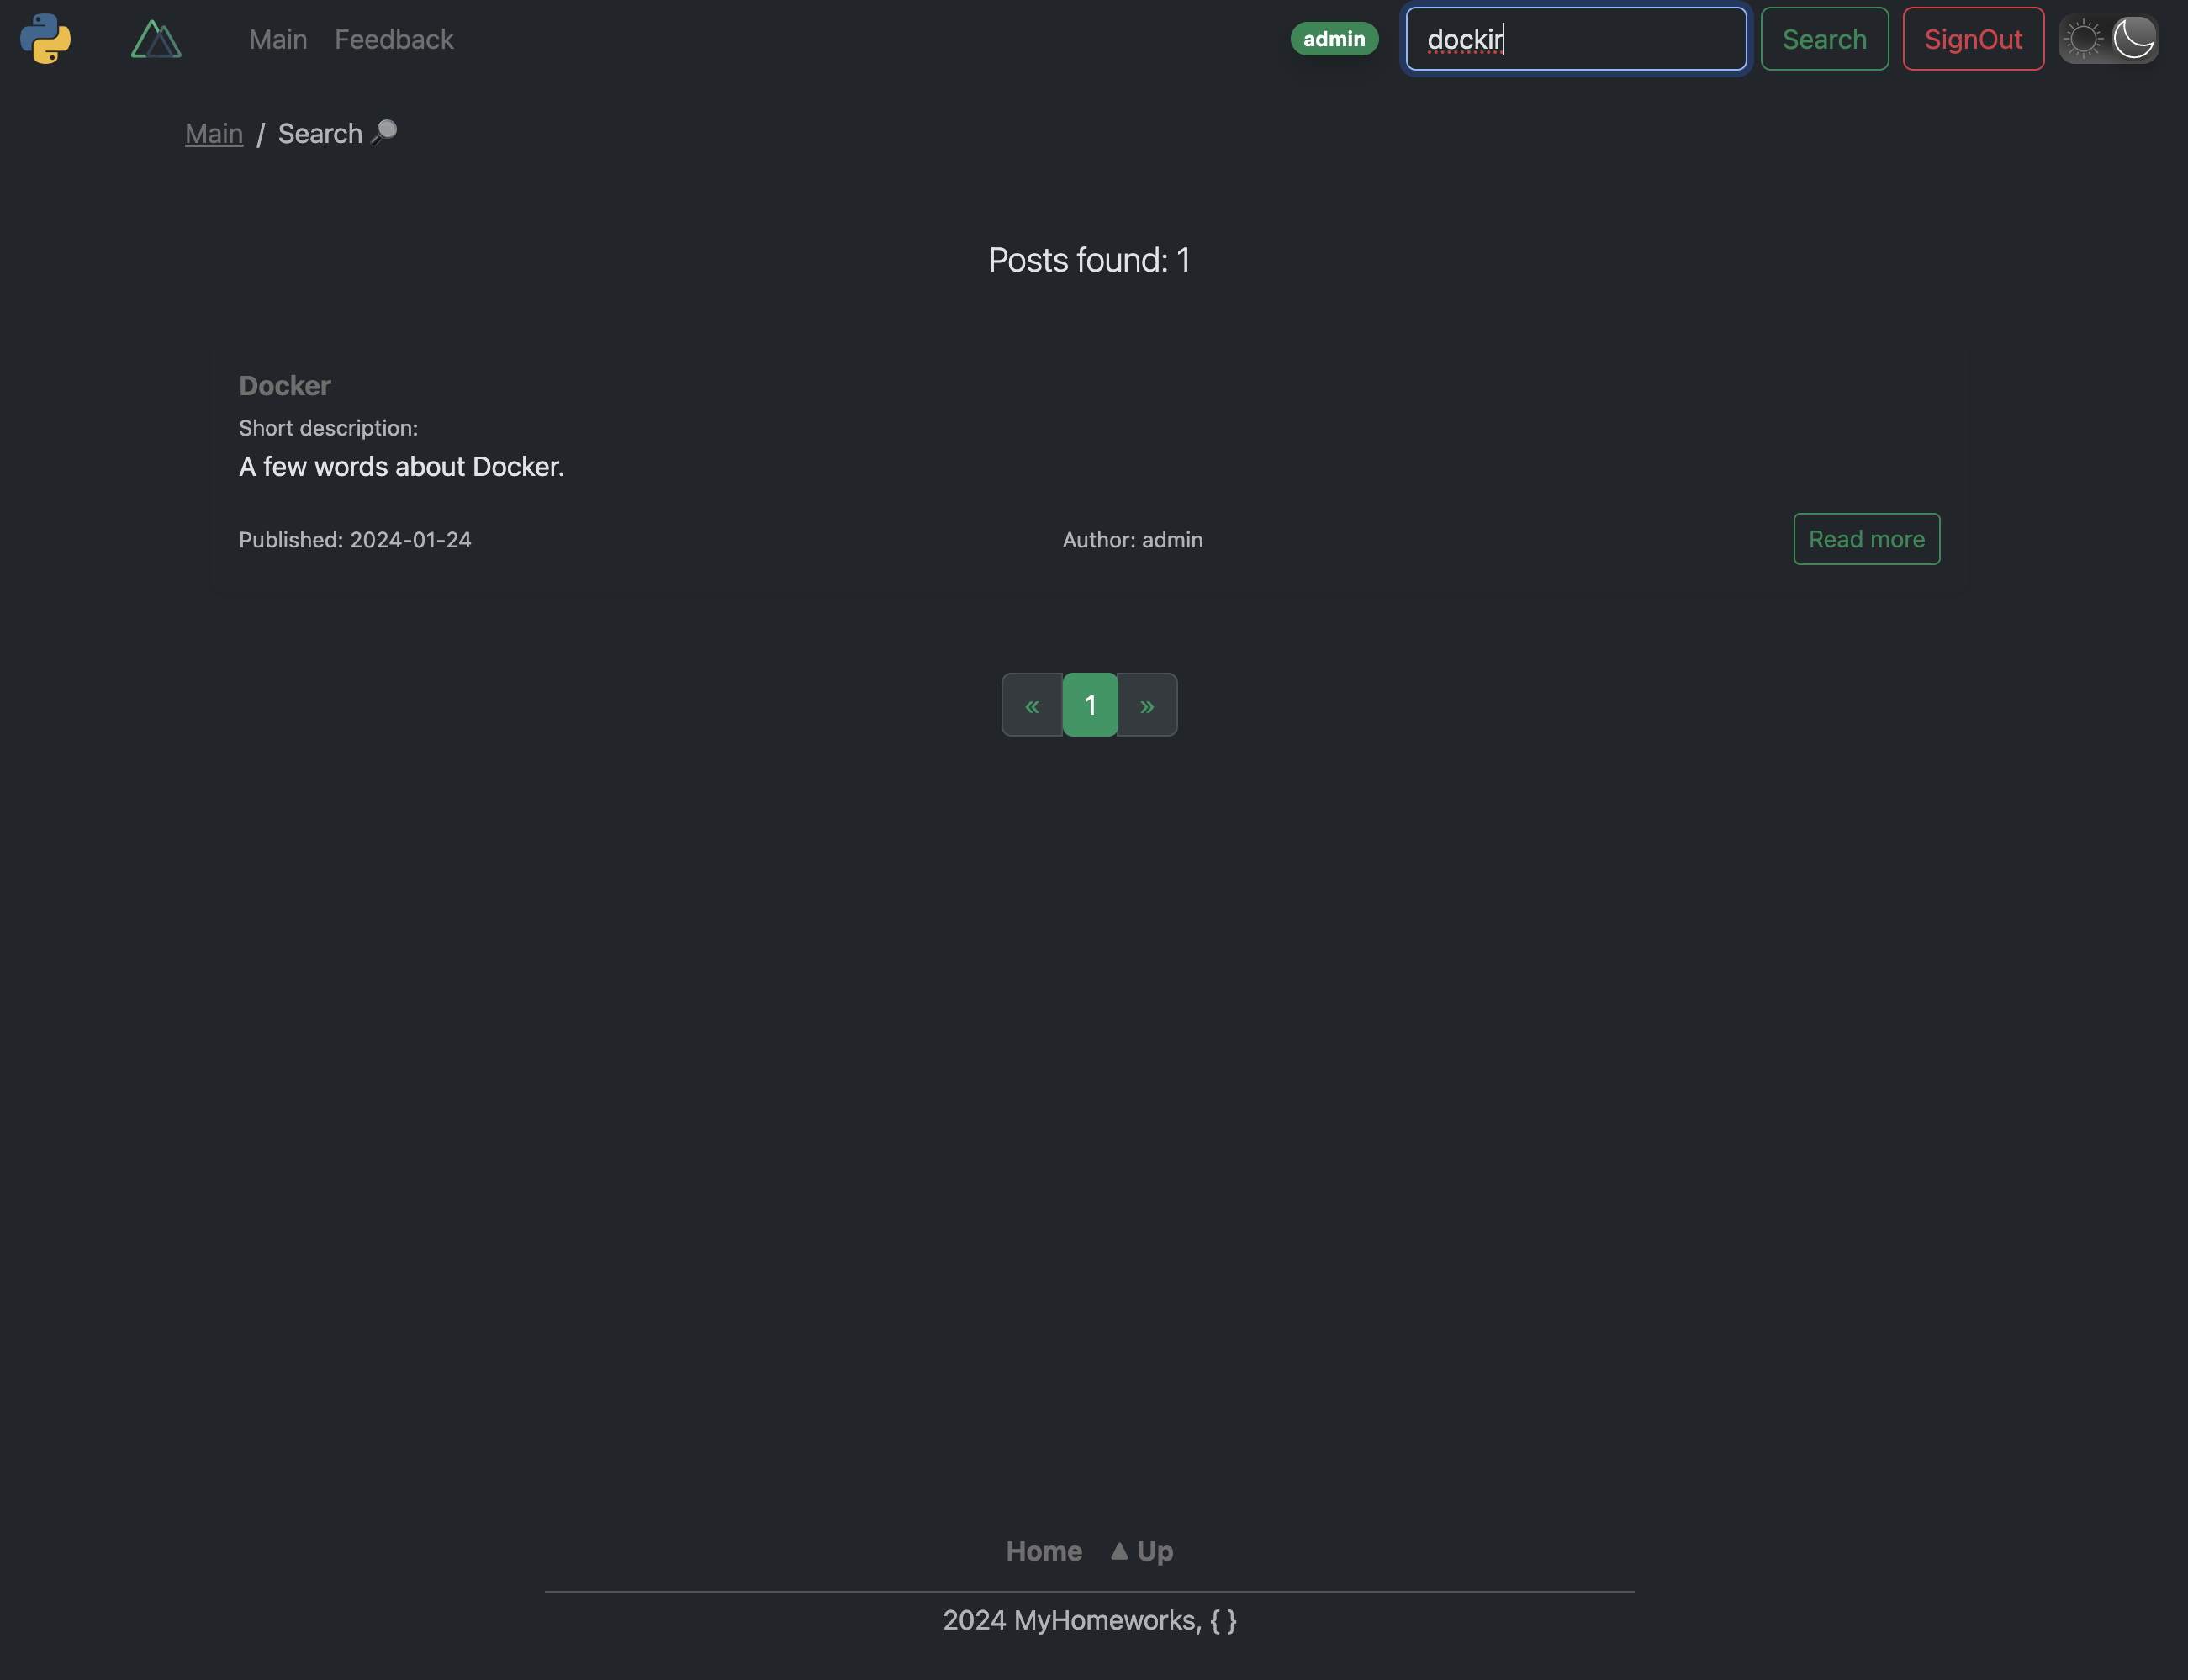 Main Feedback admin dockir Search SignOut
Main / Search
Posts found: 1
Docker
Short description:
A few words about Docker.
Published: 2024-01-24 Author: admin Read more
« 1 »
Home ▲ Up
2024 MyHomeworks, { }